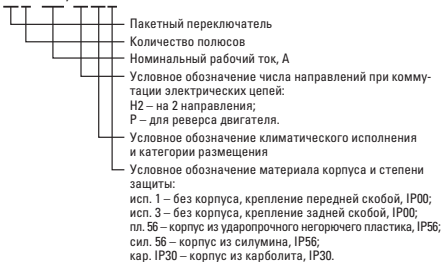 Пакетный переключатель
Количество полюсов
Номинальный рабочий ток, А
Условное обозначение числа направлений при комму-
тации электрических цепей:
Н2 – на 2 направления;
Р – для реверса двигателя.
Условное обозначение климатического исполнения
и категории размещения
Условное обозначение материала корпуса и степени
защиты:
исп. 1 – без корпуса, крепление передней скобой, IP00;
исп. 3 – без корпуса, крепление задней скобой, IP00;
пл. 56 – корпус из ударопрочного негорючего пластика, IP56;
сил. 56 – корпус из силумина, IP56;
кар. IP30 – корпус из карболита, IP30.